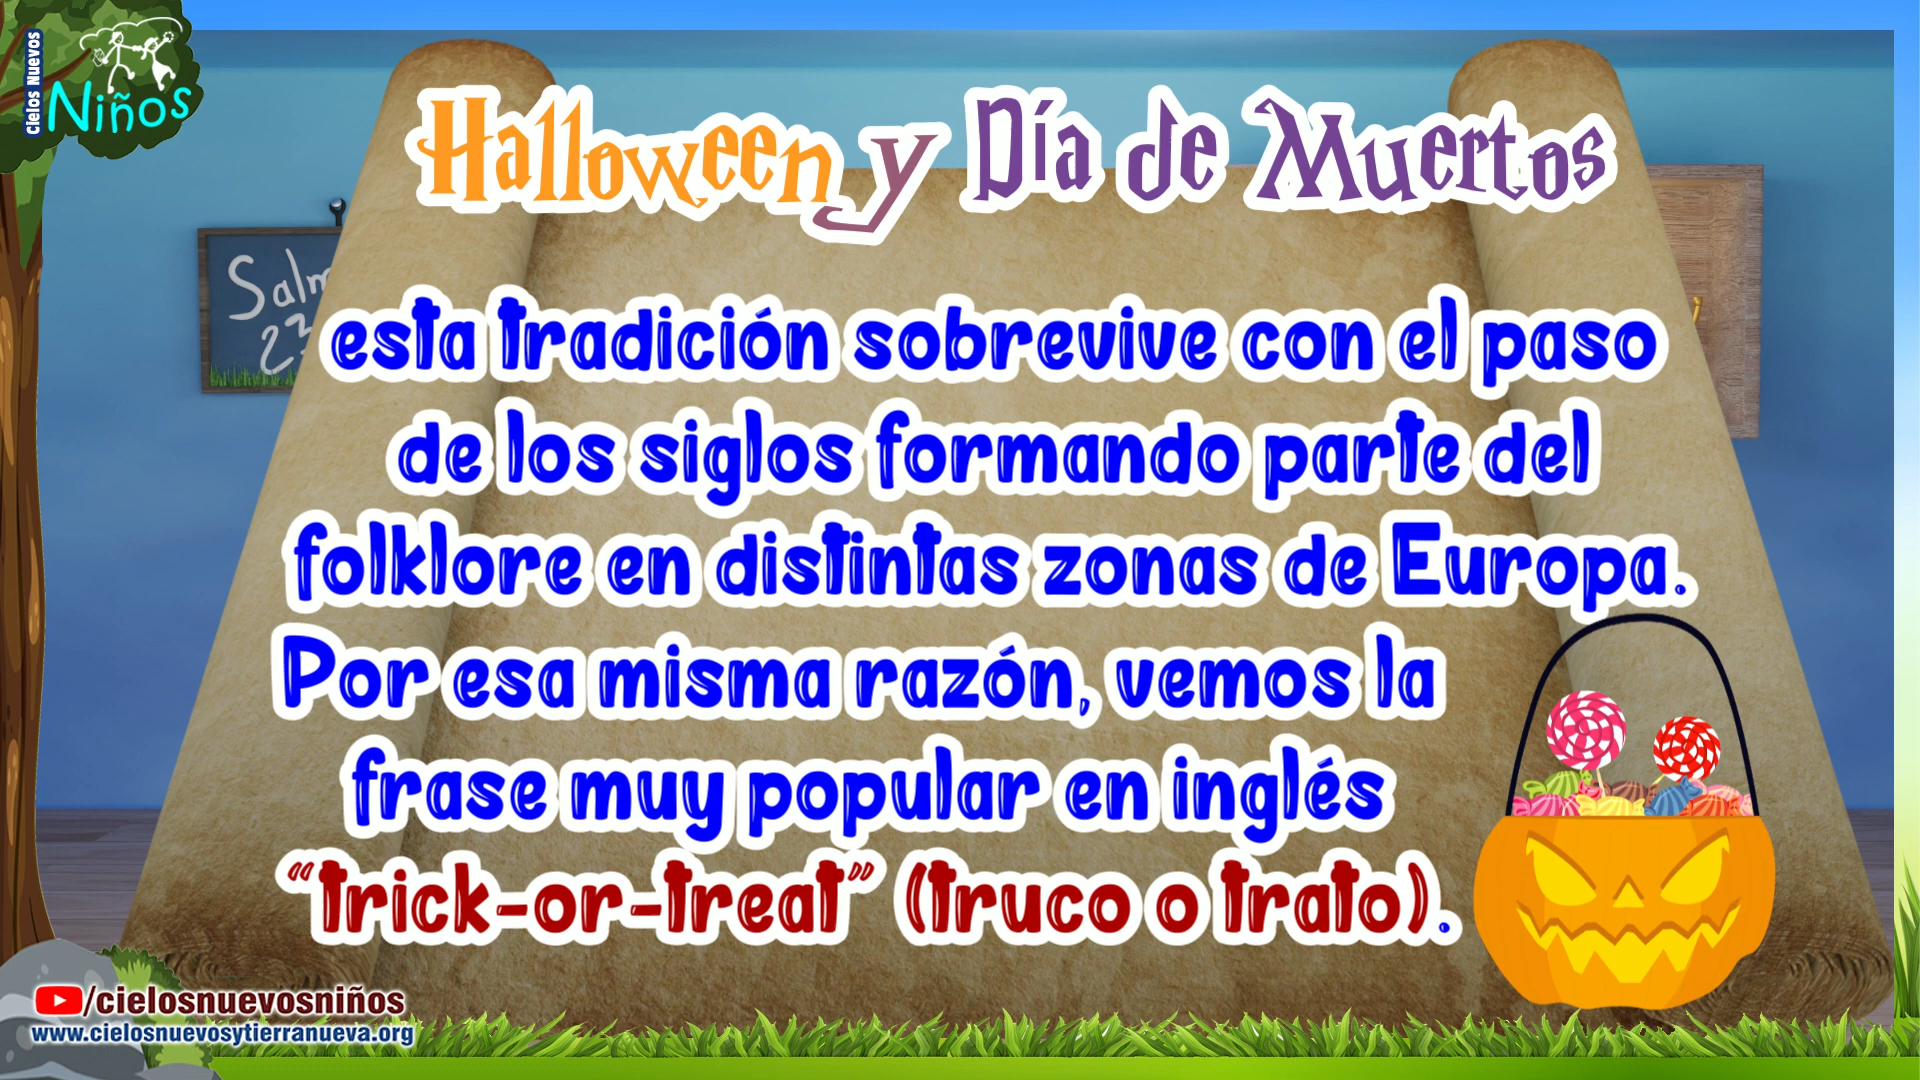 Cielos Nuevos
Niños
Halloween y Día de Muertos
Salm
23
esta tradición sobrevive con el paso
de los siglos formando parte del
folklore en distintas zonas de Europa.
Por esa misma razón, vemos la
frase muy popular en inglés
“trick-or-treat” (truco o trato).
/cielosnuevosniños
www.cielosnuevosytierranueva.org